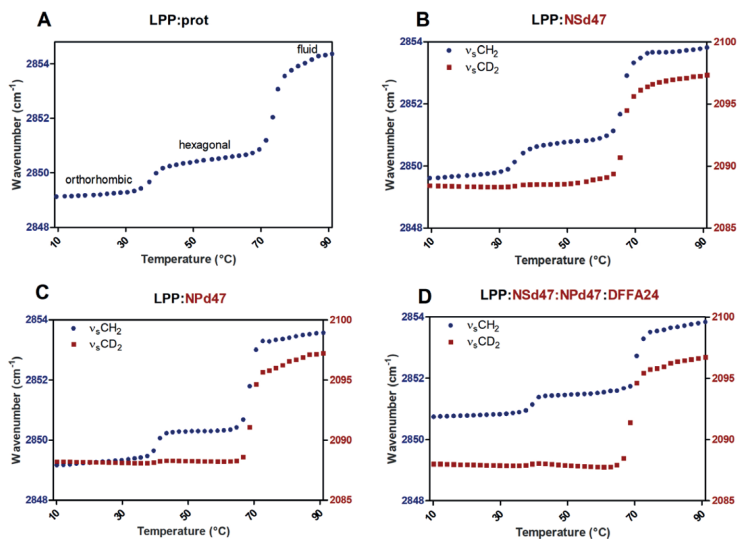 A
LPP:prot
2854
2852
2850
2848
Wavenumber (cm⁻¹)
orthorhombic
hexagonal
fluid
10
30
50
70
90
Temperature (°C)
B
LPP:NSd47
νsCH2
νsCD2
2854
2852
2850
2848
Wavenumber (cm⁻¹)
2100
2095
2090
2085
10
30
50
70
90
Temperature (°C)
C
LPP:NPd47
νsCH2
νsCD2
2854
2852
2850
2848
Wavenumber (cm⁻¹)
2100
2095
2090
2085
10
30
50
70
90
Temperature (°C)
D
LPP:NSd47:NPd47:DFFA24
νsCH2
νsCD2
2854
2852
2850
2848
Wavenumber (cm⁻¹)
2100
2095
2090
2085
10
30
50
70
90
Temperature (°C)